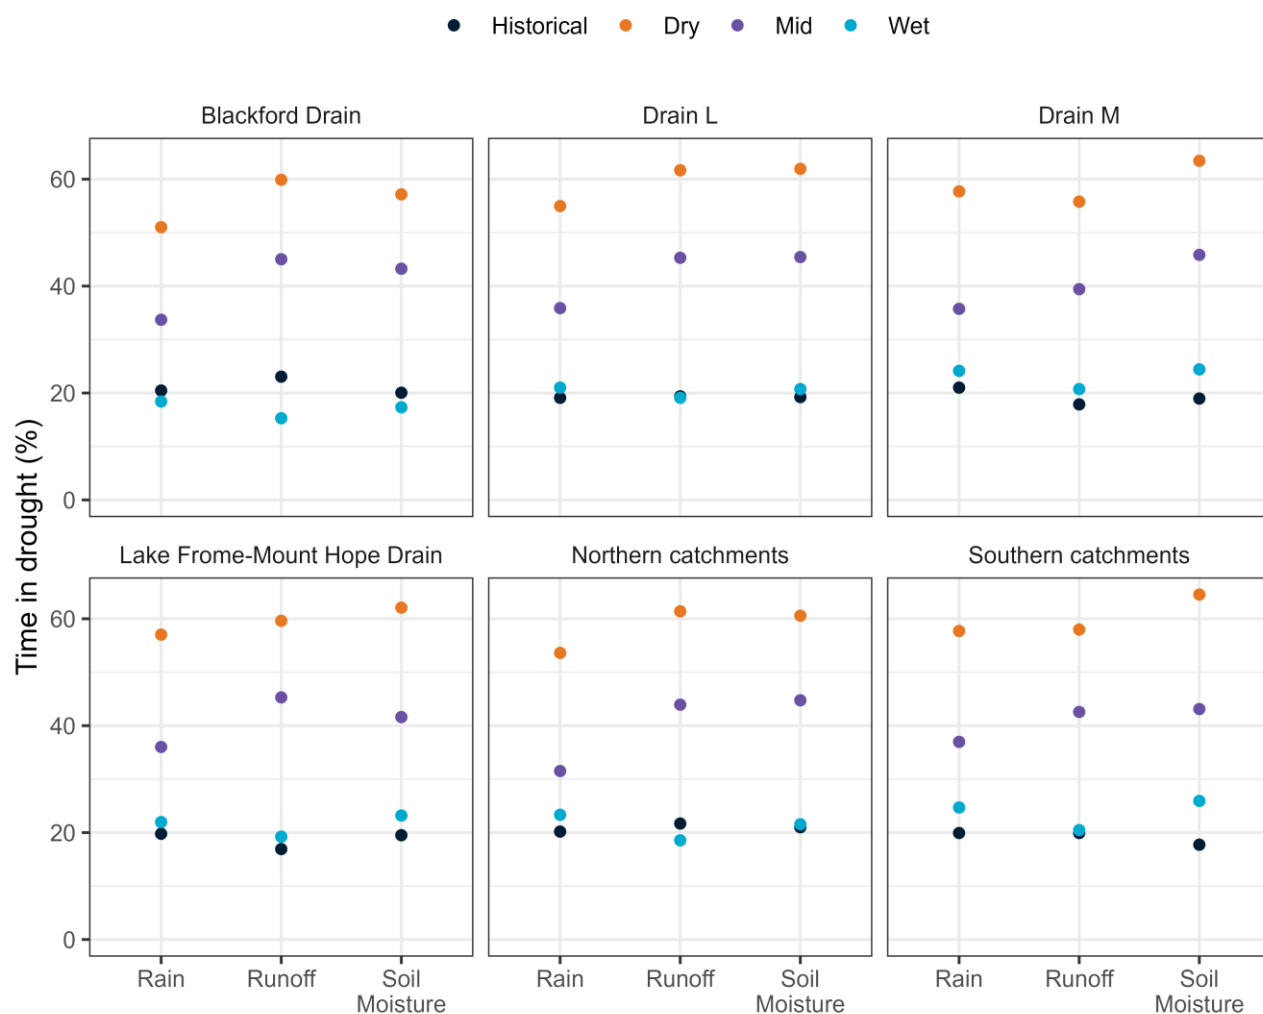 Historical Dry Mid Wet
Blackford Drain Drain L Drain M
60
40
20
0
Lake Frome-Mount Hope Drain Northern catchments Southern catchments
60
40
20
0
Time in drought (%)
Rain Runoff Soil Moisture Rain Runoff Soil Moisture Rain Runoff Soil Moisture